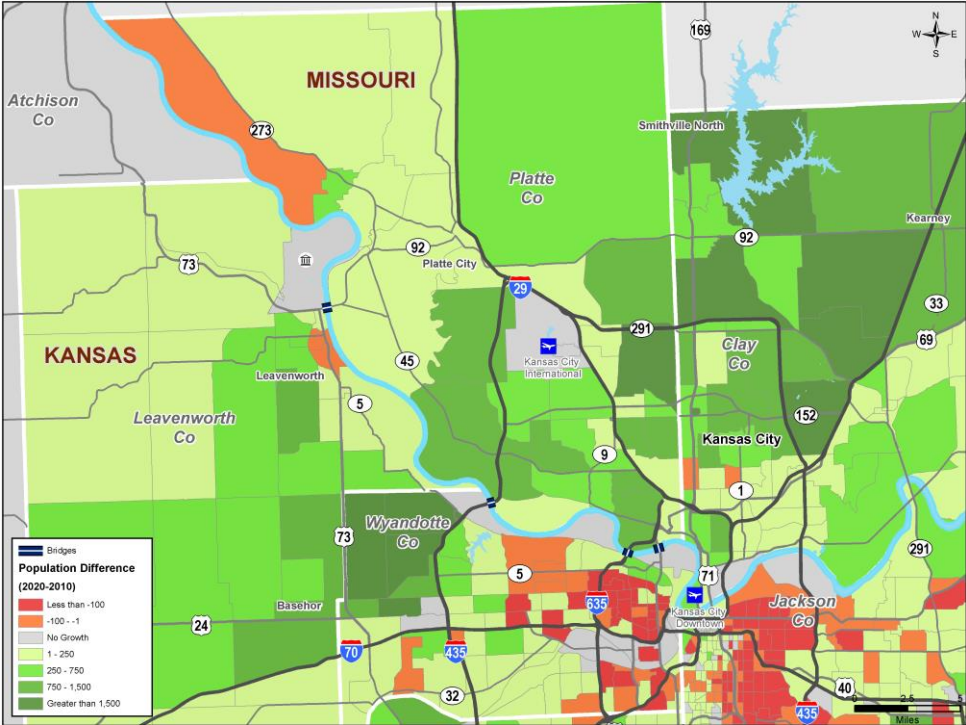 N
W E
S
169
MISSOURI
Atchison
Co
273
Smithville North
Platte
Co
Kearney
92
92
73
Platte City
29
33
291
69
KANSAS
Kansas City
International
Clay
Co
45
Leavenworth
5
Leavenworth
Co
152
Kansas City
9
1
Wyandotte
Co
73
291
Bridges
Population Difference
(2020-2010)
Less than -100
-100 - -1
No Growth
1 - 250
250 - 750
750 - 1,500
Greater than 1,500
5
71
635
Basehor
Kansas City
Downtown
Jackson
Co
24
70
435
32
40
0 2.5 5
Miles
435